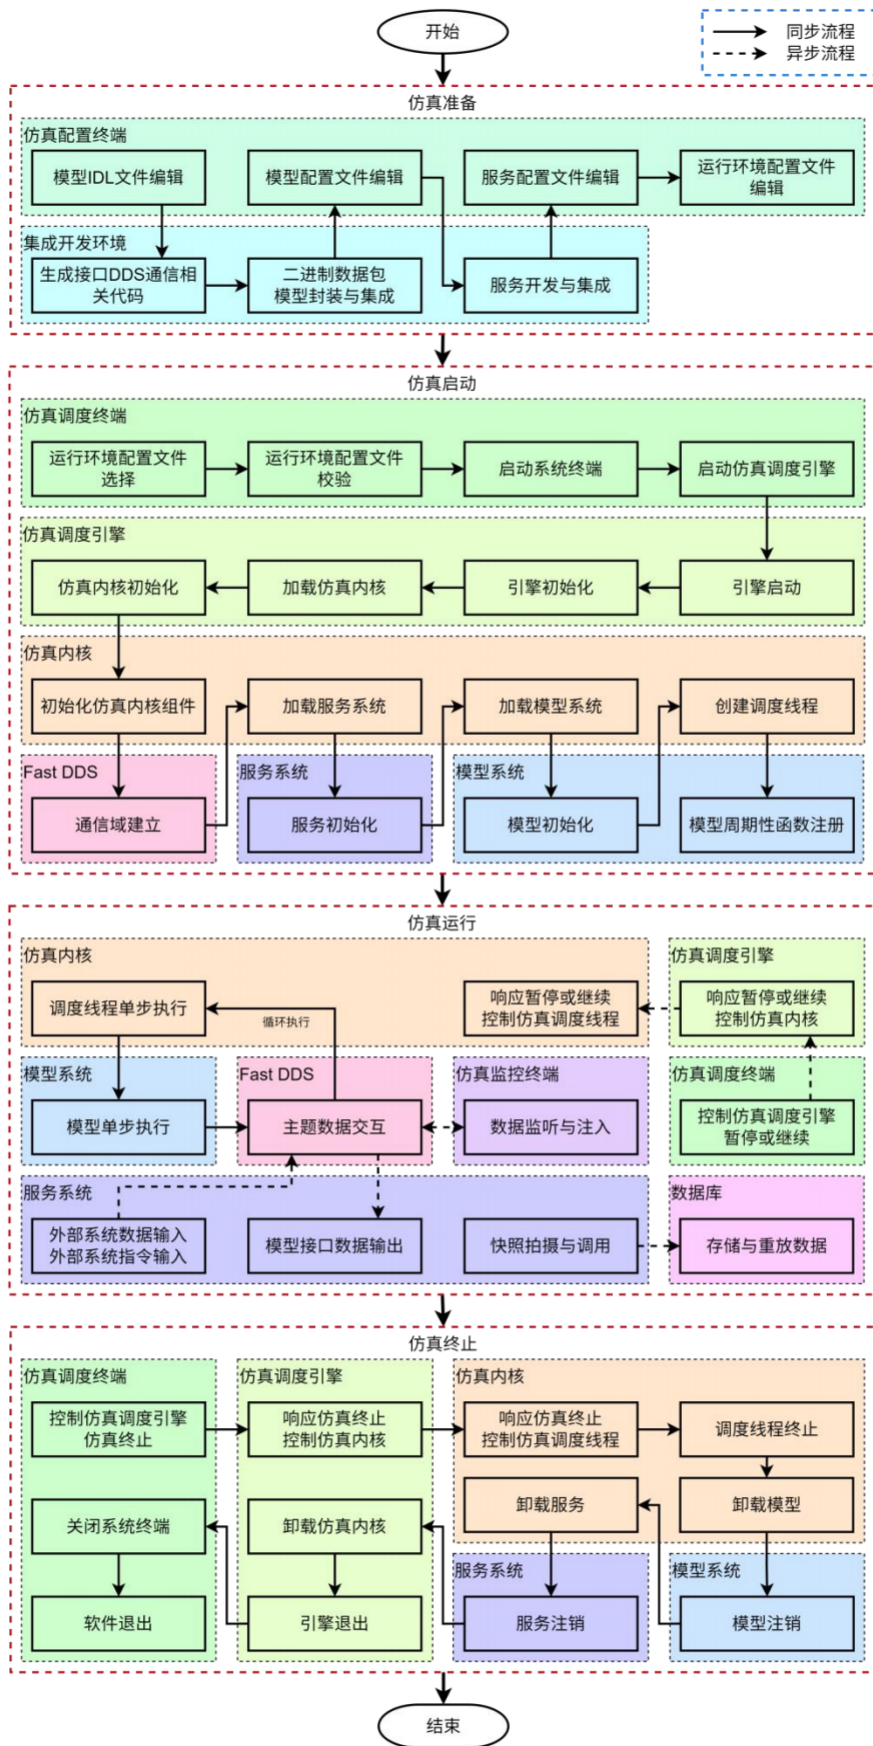 开始
同步流程
异步流程
仿真准备
仿真配置终端
模型IDL文件编辑
模型配置文件编辑
服务配置文件编辑
运行环境配置文件
编辑
集成开发环境
生成接口DDS通信相
关代码
二进制数据包
模型封装与集成
服务开发与集成
仿真启动
仿真调度终端
运行环境配置文件
选择
运行环境配置文件
校验
启动系统终端
启动仿真调度引擎
仿真调度引擎
仿真内核初始化
加载仿真内核
引擎初始化
引擎启动
仿真内核
初始化仿真内核组件
加载服务系统
加载模型系统
创建调度线程
Fast DDS
服务系统
模型系统
通信域建立
服务初始化
模型初始化
模型周期性函数注册
仿真运行
仿真内核
仿真调度引擎
调度线程单步执行
循环执行
响应暂停或继续
控制仿真调度线程
响应暂停或继续
控制仿真内核
模型系统
Fast DDS
仿真监控终端
仿真调度终端
模型单步执行
主题数据交互
数据监听与注入
控制仿真调度引擎
暂停或继续
服务系统
数据库
外部系统数据输入
外部系统指令输入
模型接口数据输出
快照拍摄与调用
存储与重放数据
仿真终止
仿真调度终端
仿真调度引擎
仿真内核
控制仿真调度引擎
仿真终止
响应仿真终止
控制仿真内核
响应仿真终止
控制仿真调度线程
调度线程终止
关闭系统终端
卸载仿真内核
卸载服务
卸载模型
服务系统
模型系统
软件退出
引擎退出
服务注销
模型注销
结束